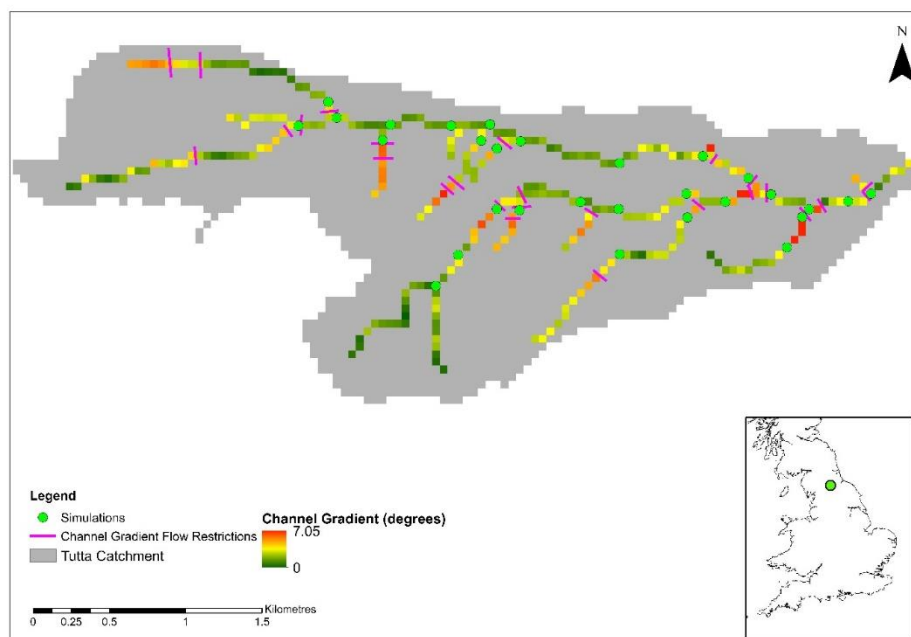 N
Legend
Simulations
Channel Gradient Flow Restrictions
Tutta Catchment
Channel Gradient (degrees)
7.05
0
Kilometres
0 0.25 0.5 1 1.5